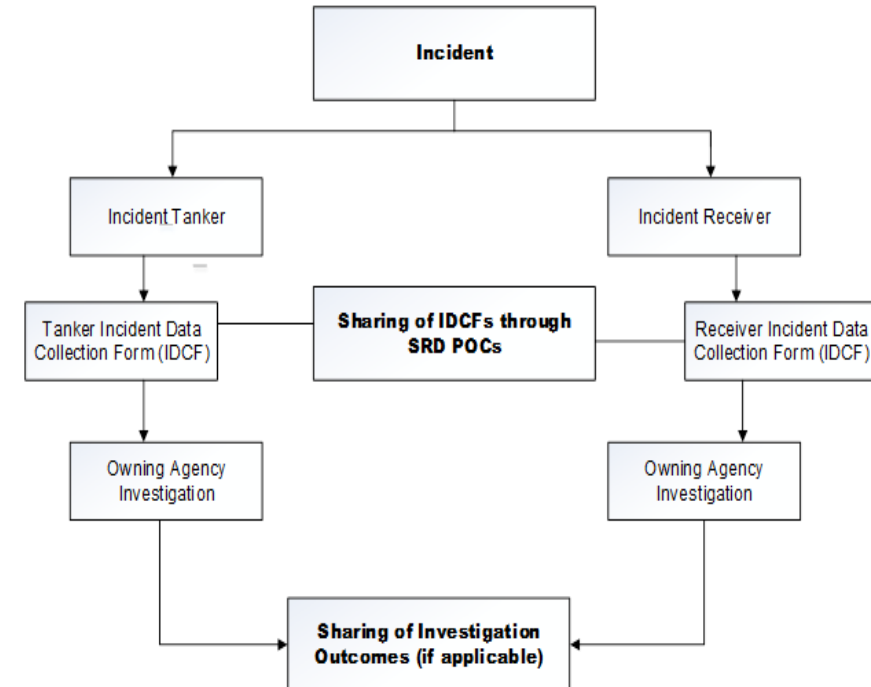 Incident
Incident Tanker
Incident Receiver
Tanker Incident Data
Collection Form (IDCF)
Sharing of IDCFs through
SRD POCs
Receiver Incident Data
Collection Form (IDCF)
Owning Agency
Investigation
Owning Agency
Investigation
Sharing of Investigation
Outcomes (if applicable)